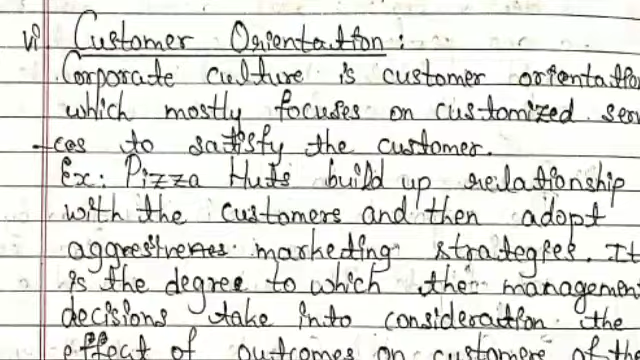 vi Customer Orientation :
Corporate culture is customer orientation
which mostly focuses on customized servi
ces to satisfy the customer.
Ex: Pizza Huts build up relationship
with the customers and then adopt
aggresiveness marketing strategies. It
is the degree to which the management
decisions take into consideration the
effect of outcomes on customers of the